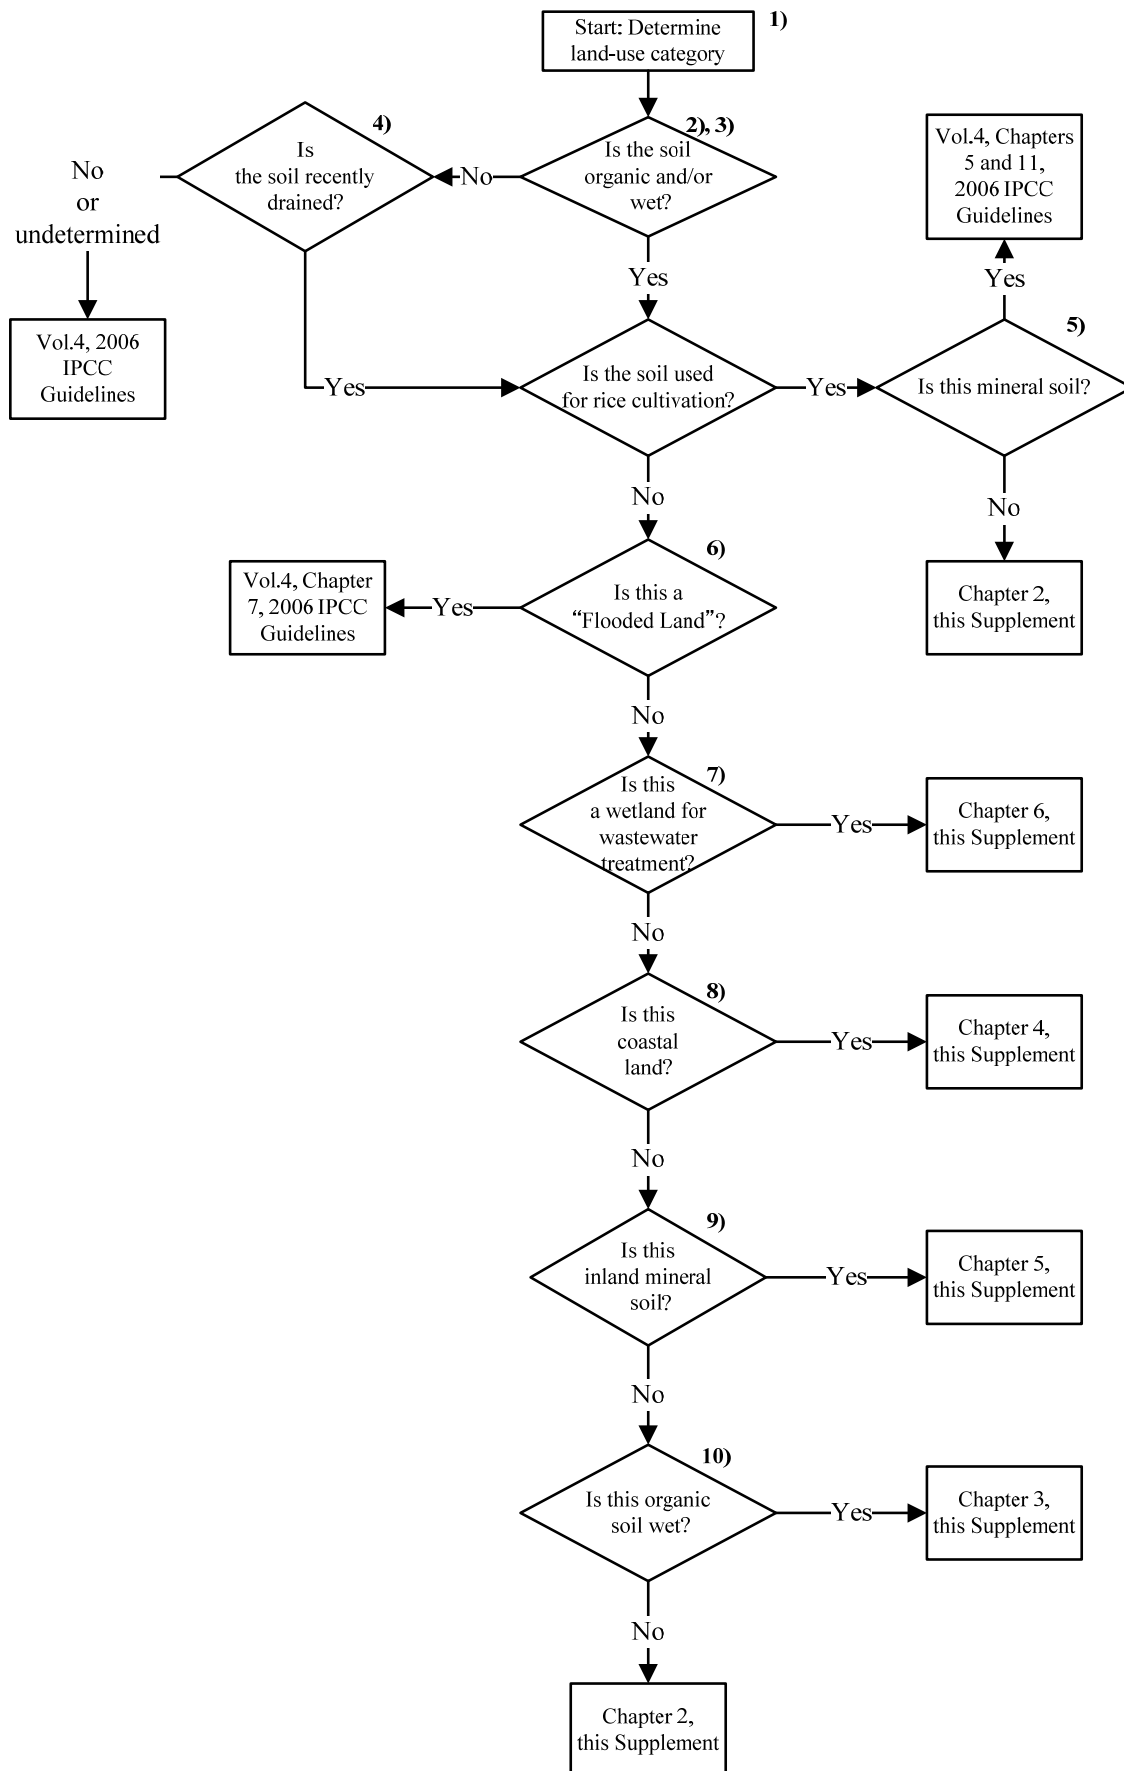 Start: Determine
land-use category
1)
2), 3)
Is the soil
organic and/or
wet?
No
4)
Is
the soil recently
drained?
No
or
undetermined
Vol.4, 2006
IPCC
Guidelines
Yes
Yes
Is the soil used
for rice cultivation?
Yes
5)
Is this mineral soil?
Yes
Vol.4, Chapters
5 and 11,
2006 IPCC
Guidelines
No
Chapter 2,
this Supplement
No
6)
Is this a
“Flooded Land”?
Yes
Vol.4, Chapter
7, 2006 IPCC
Guidelines
No
7)
Is this
a wetland for
wastewater
treatment?
Yes
Chapter 6,
this Supplement
No
8)
Is this
coastal
land?
Yes
Chapter 4,
this Supplement
No
9)
Is this
inland mineral
soil?
Yes
Chapter 5,
this Supplement
No
10)
Is this organic
soil wet?
Yes
Chapter 3,
this Supplement
No
Chapter 2,
this Supplement